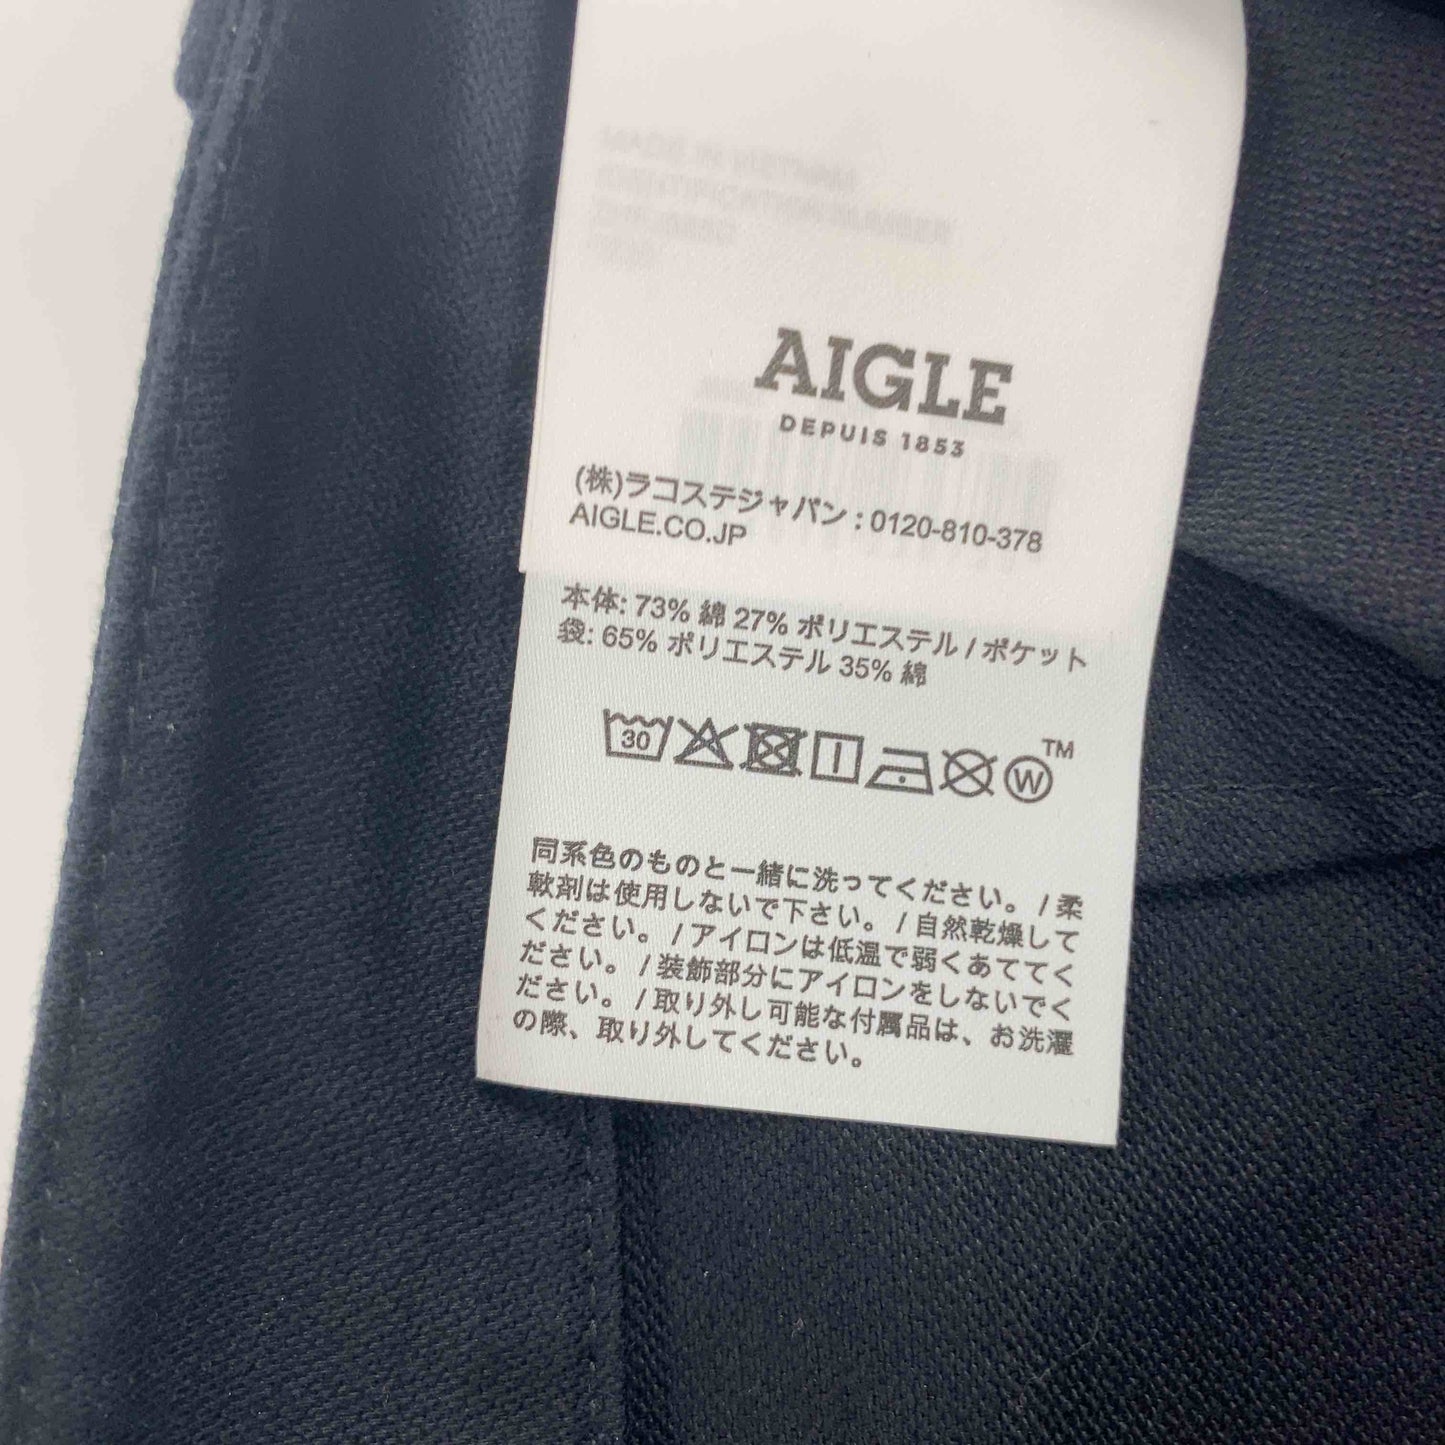 MADE IN VIETNAM
IDENTIFICATION NUMBER
AIGLE
DEPUIS 1853
(株)ラコステジャパン : 0120-810-378
AIGLE.CO.JP
本体: 73% 綿 27% ポリエステル / ポケット
袋: 65% ポリエステル 35% 綿
30 W TM
同系色のものと一緒に洗ってください。 / 柔
軟剤は使用しないで下さい。 / 自然乾燥して
ください。 / アイロンは低温で弱くあててく
ださい。 / 装飾部分にアイロンをしないでく
ださい。 / 取り外し可能な付属品は、お洗濯
の際、取り外してください。